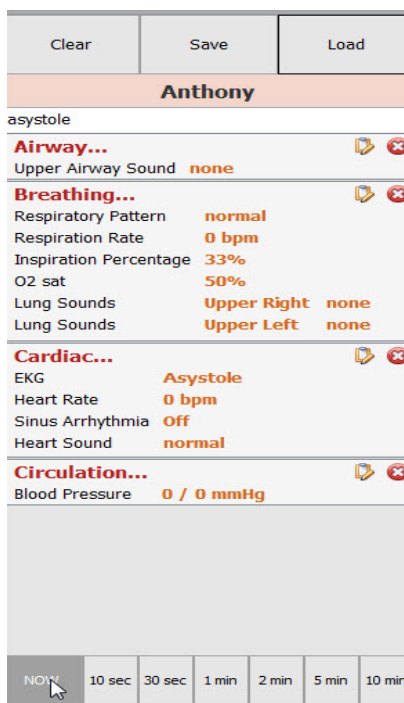 Clear Save Load
Anthony
asystole
Airway...
Upper Airway Sound none
Breathing...
Respiratory Pattern normal
Respiration Rate 0 bpm
Inspiration Percentage 33%
O2 sat 50%
Lung Sounds Upper Right none
Lung Sounds Upper Left none
Cardiac...
EKG Asystole
Heart Rate 0 bpm
Sinus Arrhythmia Off
Heart Sound normal
Circulation...
Blood Pressure 0 / 0 mmHg
NOW 10 sec 30 sec 1 min 2 min 5 min 10 min